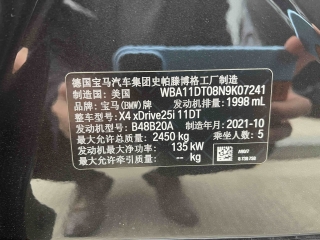 德国宝马汽车集团史帕滕博格工厂制造
制造国：美国 WBA11DT08N9K07241
品牌：宝马(BMW)牌 发动机排量：1998 mL
整车型号：X4 xDrive25i 11DT
发动机型号：B48B20A 制造年月：2021-10
最大允许总质量：2450 kg 乘坐人数：5
发动机最大净功率：135 kW
最大允许牵引质量：--- kg